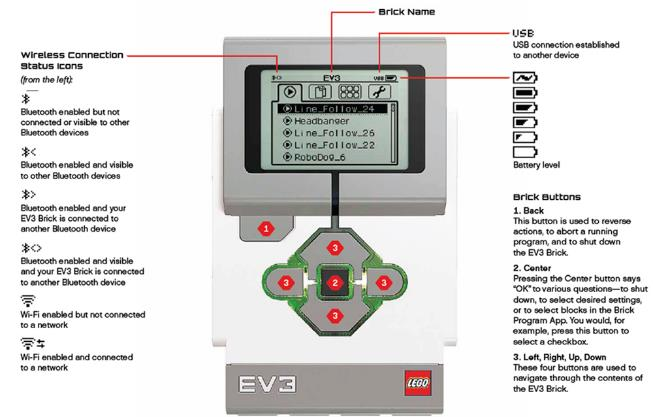 Brick Name
Wireless Connection
Status Icons
(from the left):
Bluetooth enabled but not
connected or visible to other
Bluetooth devices
Bluetooth enabled and visible
to other Bluetooth devices
Bluetooth enabled and your
EV3 Brick is connected to
another Bluetooth device
Bluetooth enabled and visible
and your EV3 Brick is connected
to another Bluetooth device
Wi-Fi enabled but not connected
to a network
Wi-Fi enabled and connected
to a network
EV3
USB
Line_Follow_24
Headbanger
Line_Follow_26
Line_Follow_22
RoboDog_6
1
3
3
2
3
3
EV3
LEGO
USB
USB connection established
to another device
Battery level
Brick Buttons
1. Back
This button is used to reverse
actions, to abort a running
program, and to shut down
the EV3 Brick.
2. Center
Pressing the Center button says
“OK” to various questions—to shut
down, to select desired settings,
or to select blocks in the Brick
Program App. You would, for
example, press this button to
select a checkbox.
3. Left, Right, Up, Down
These four buttons are used to
navigate through the contents of
the EV3 Brick.